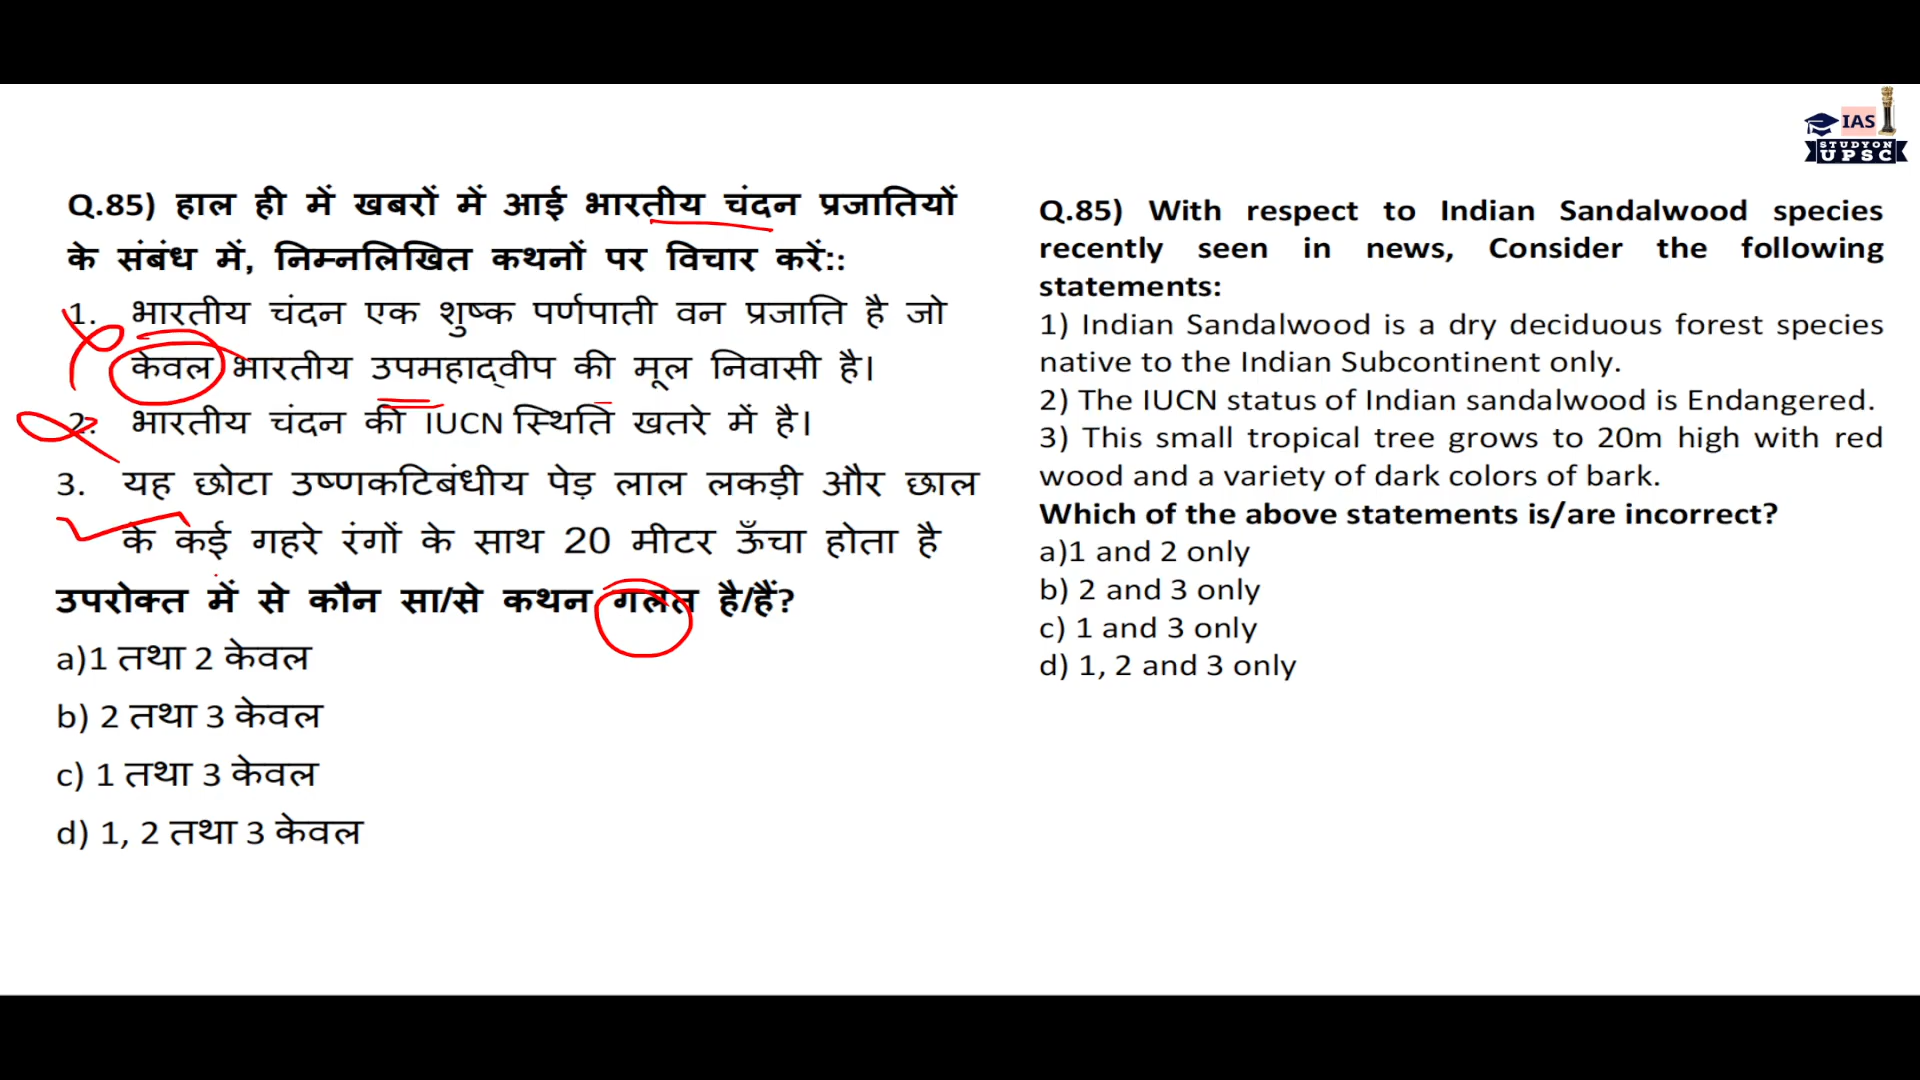 IAS
STUDYON
UPSC
Q.85) हाल ही में खबरों में आई भारतीय चंदन प्रजातियों
के संबंध में, निम्नलिखित कथनों पर विचार करें::
1. भारतीय चंदन एक शुष्क पर्णपाती वन प्रजाति है जो
केवल भारतीय उपमहाद्वीप की मूल निवासी है।
2. भारतीय चंदन की IUCN स्थिति खतरे में है।
3. यह छोटा उष्णकटिबंधीय पेड़ लाल लकड़ी और छाल
के कई गहरे रंगों के साथ 20 मीटर ऊँचा होता है
उपरोक्त में से कौन सा/से कथन गलत है/हैं?
a)1 तथा 2 केवल
b) 2 तथा 3 केवल
c) 1 तथा 3 केवल
d) 1, 2 तथा 3 केवल
Q.85) With respect to Indian Sandalwood species
recently seen in news, Consider the following
statements:
1) Indian Sandalwood is a dry deciduous forest species
native to the Indian Subcontinent only.
2) The IUCN status of Indian sandalwood is Endangered.
3) This small tropical tree grows to 20m high with red
wood and a variety of dark colors of bark.
Which of the above statements is/are incorrect?
a)1 and 2 only
b) 2 and 3 only
c) 1 and 3 only
d) 1, 2 and 3 only